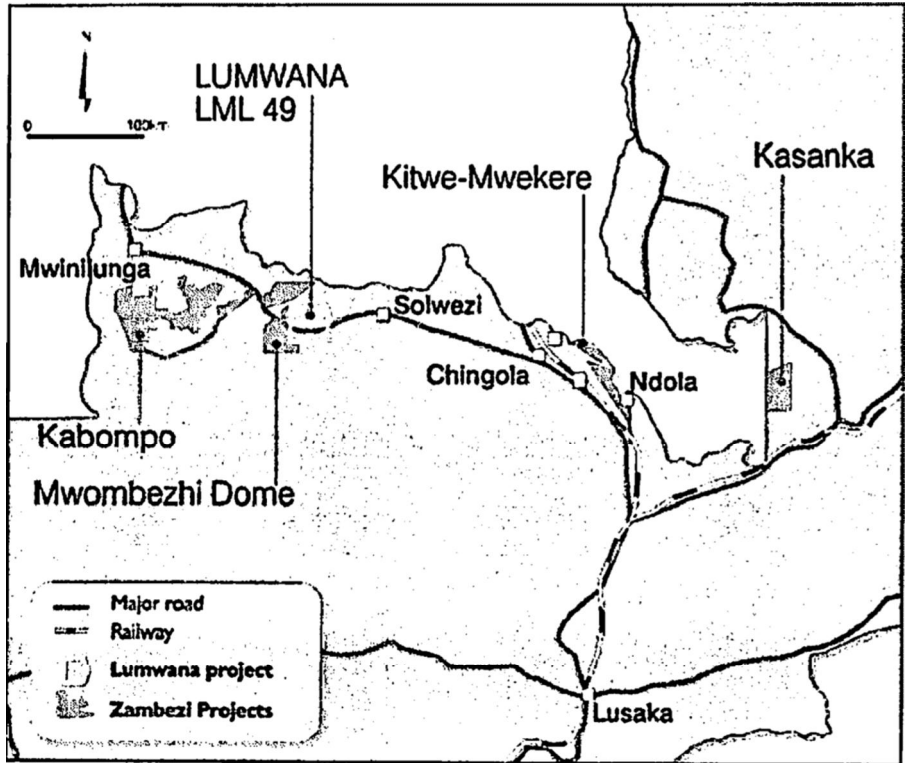 N
0
100km
LUMWANA
LML 49
Kitwe-Mwekere
Kasanka
Mwinilunga
Solwezi
Chingola
Ndola
Kabompo
Mwombezhi Dome
Major road
Railway
Lumwana project
Zambezi Projects
Lusaka